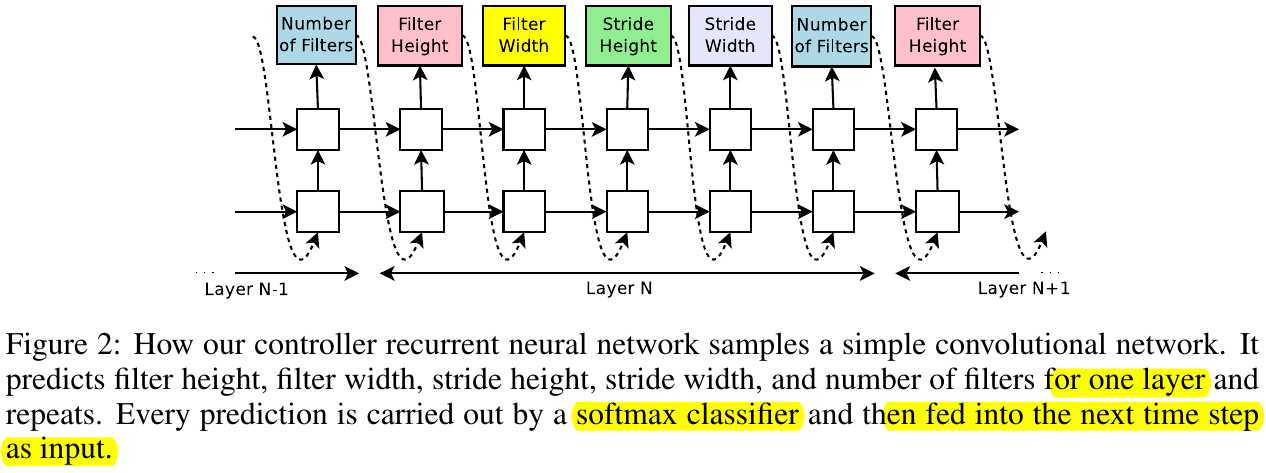 Number of Filters
Filter Height
Filter Width
Stride Height
Stride Width
Number of Filters
Filter Height
...
Layer N-1
Layer N
...
Layer N+1
Figure 2: How our controller recurrent neural network samples a simple convolutional network. It
predicts filter height, filter width, stride height, stride width, and number of filters for one layer and
repeats. Every prediction is carried out by a softmax classifier and then fed into the next time step
as input.